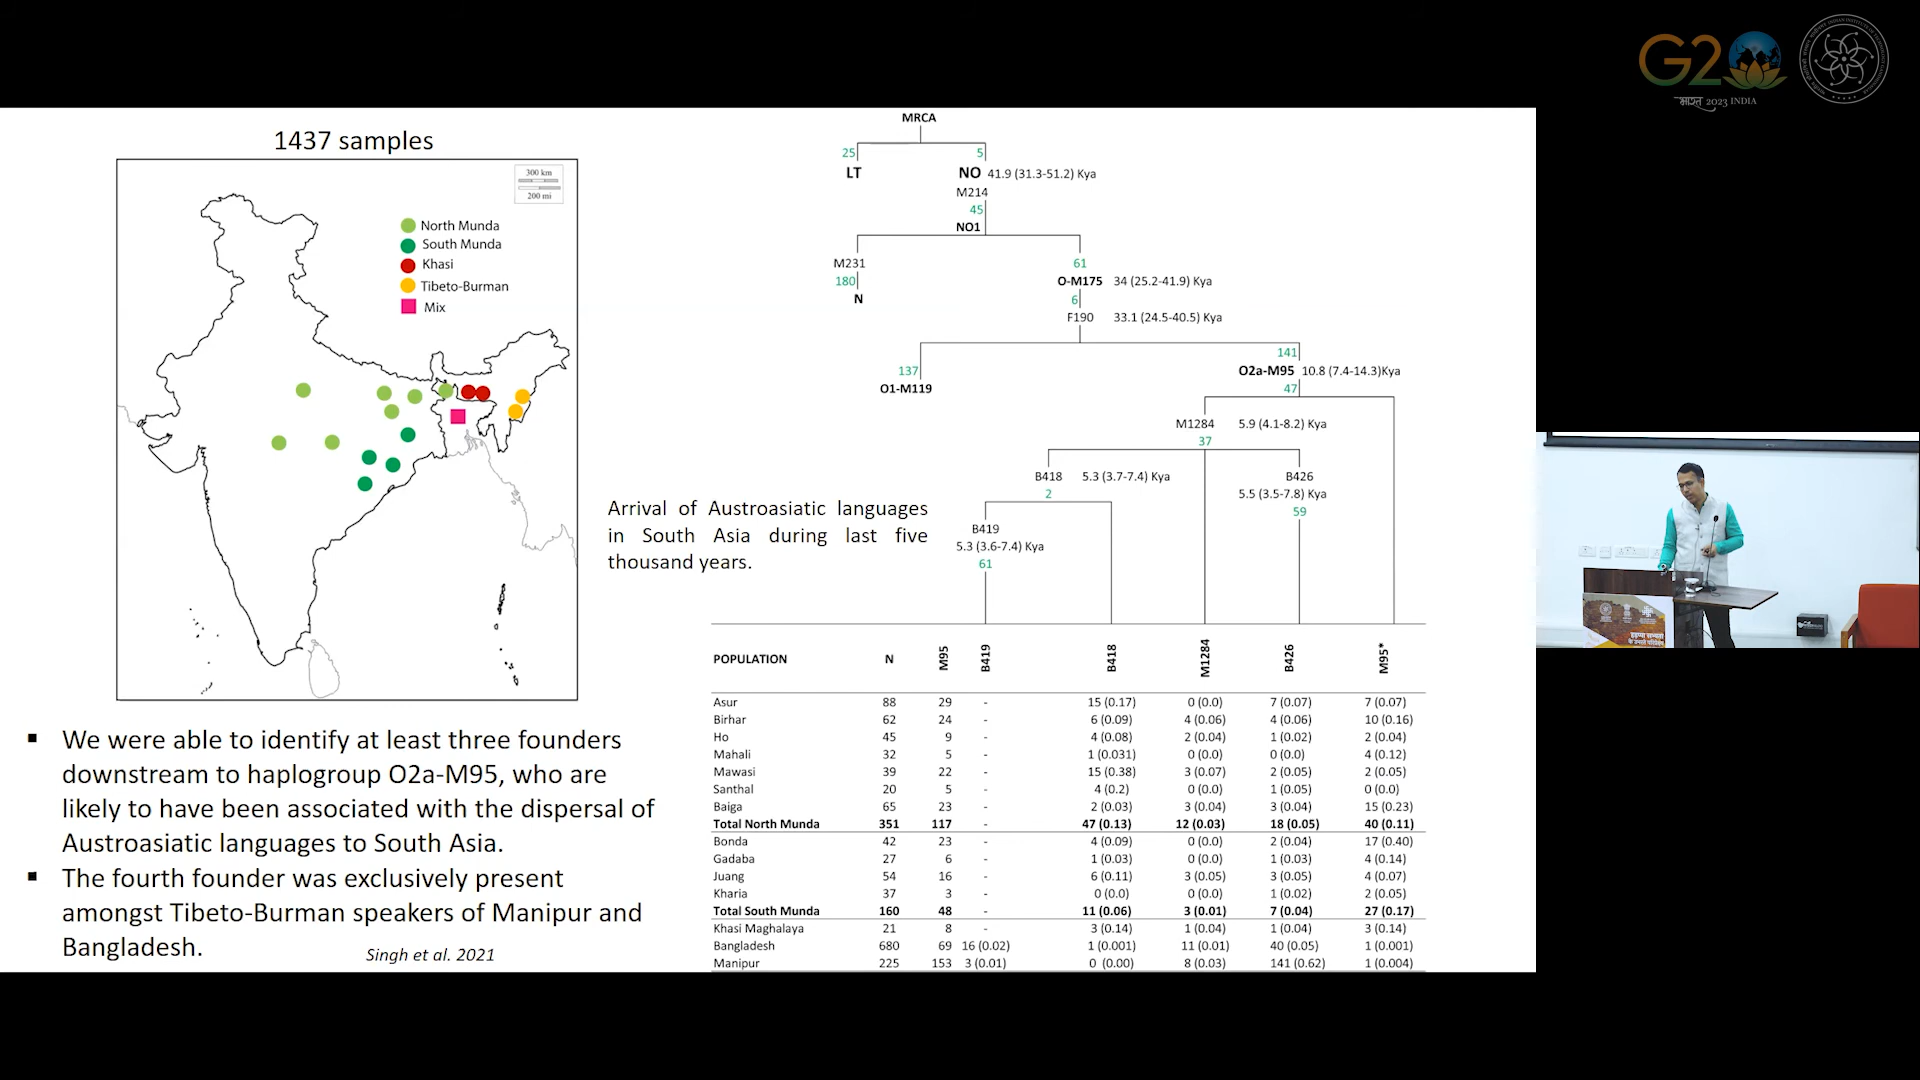 G20
भारत 2023 INDIA
1437 samples
300 km
200 mi
North Munda
South Munda
Khasi
Tibeto-Burman
Mix
MRCA
25 5
LT NO 41.9 (31.3-51.2) Kya
M214
45
NO1
M231 61
180 O-M175 34 (25.2-41.9) Kya
N 6
F190 33.1 (24.5-40.5) Kya
141
137 O2a-M95 10.8 (7.4-14.3)Kya
O1-M119 47
M1284 5.9 (4.1-8.2) Kya
37
B418 5.3 (3.7-7.4) Kya B426
2 5.5 (3.5-7.8) Kya
59
B419
5.3 (3.6-7.4) Kya
61
Arrival of Austroasiatic languages
in South Asia during last five
thousand years.
POPULATION N M95 B419 B418 M1284 B426 M95*
Asur 88 29 - 15 (0.17) 0 (0.0) 7 (0.07) 7 (0.07)
Birhar 62 24 - 6 (0.09) 4 (0.06) 4 (0.06) 10 (0.16)
Ho 45 9 - 4 (0.08) 2 (0.04) 1 (0.02) 2 (0.04)
Mahali 32 5 - 1 (0.031) 0 (0.0) 0 (0.0) 4 (0.12)
Mawasi 39 22 - 15 (0.38) 3 (0.07) 2 (0.05) 2 (0.05)
Santhal 20 5 - 4 (0.2) 0 (0.0) 1 (0.05) 0 (0.0)
Baiga 65 23 - 2 (0.03) 3 (0.04) 3 (0.04) 15 (0.23)
Total North Munda 351 117 - 47 (0.13) 12 (0.03) 18 (0.05) 40 (0.11)
Bonda 42 23 - 4 (0.09) 0 (0.0) 2 (0.04) 17 (0.40)
Gadaba 27 6 - 1 (0.03) 0 (0.0) 1 (0.03) 4 (0.14)
Juang 54 16 - 6 (0.11) 3 (0.05) 3 (0.05) 4 (0.07)
Kharia 37 3 - 0 (0.0) 0 (0.0) 1 (0.02) 2 (0.05)
Total South Munda 160 48 - 11 (0.06) 3 (0.01) 7 (0.04) 27 (0.17)
Khasi Maghalaya 21 8 - 3 (0.14) 1 (0.04) 1 (0.04) 3 (0.14)
Bangladesh 680 69 16 (0.02) 1 (0.001) 11 (0.01) 40 (0.05) 1 (0.001)
Manipur 225 153 3 (0.01) 0 (0.00) 8 (0.03) 141 (0.62) 1 (0.004)
▪ We were able to identify at least three founders
downstream to haplogroup O2a-M95, who are
likely to have been associated with the dispersal of
Austroasiatic languages to South Asia.
▪ The fourth founder was exclusively present
amongst Tibeto-Burman speakers of Manipur and
Bangladesh.
Singh et al. 2021
हड़प्पा सभ्यता